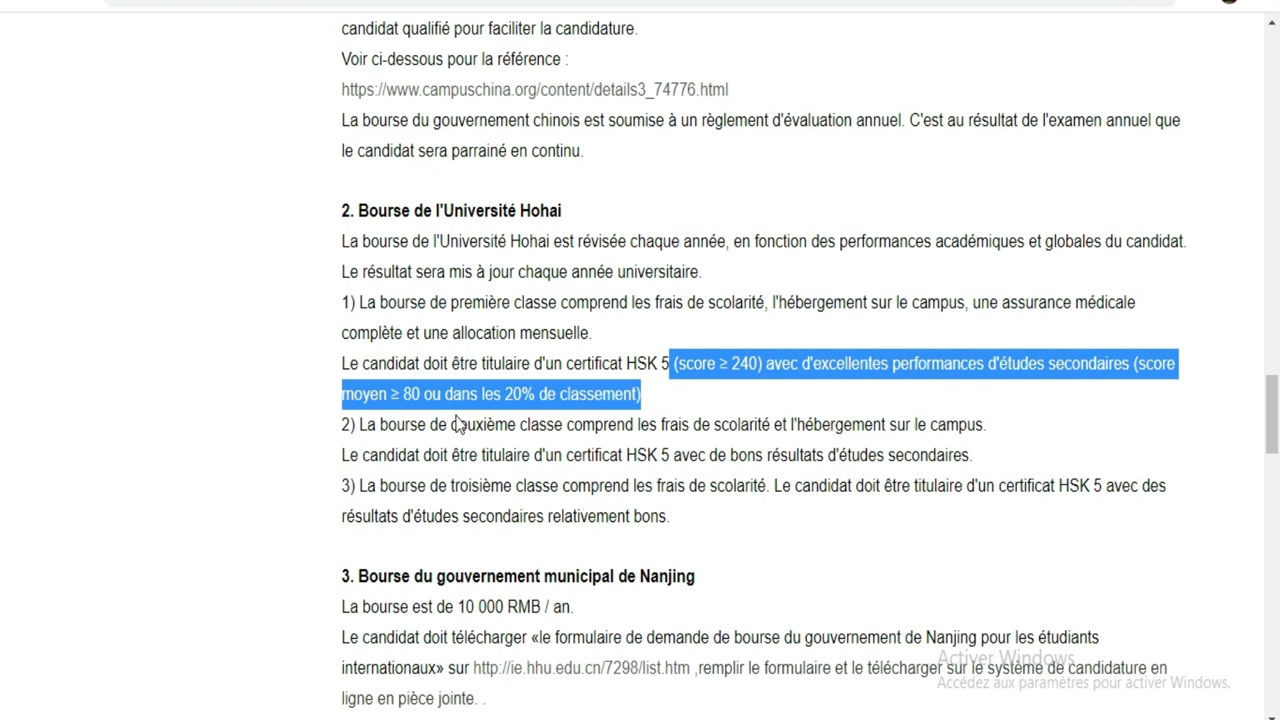 candidat qualifié pour faciliter la candidature.
Voir ci-dessous pour la référence :
https://www.campuschina.org/content/details3_74776.html
La bourse du gouvernement chinois est soumise à un règlement d'évaluation annuel. C'est au résultat de l'examen annuel que
le candidat sera parrainé en continu.
2. Bourse de l'Université Hohai
La bourse de l'Université Hohai est révisée chaque année, en fonction des performances académiques et globales du candidat.
Le résultat sera mis à jour chaque année universitaire.
1) La bourse de première classe comprend les frais de scolarité, l'hébergement sur le campus, une assurance médicale
complète et une allocation mensuelle.
Le candidat doit être titulaire d'un certificat HSK 5 (score ≥ 240) avec d'excellentes performances d'études secondaires (score
moyen ≥ 80 ou dans les 20% de classement)
2) La bourse de deuxième classe comprend les frais de scolarité et l'hébergement sur le campus.
Le candidat doit être titulaire d'un certificat HSK 5 avec de bons résultats d'études secondaires.
3) La bourse de troisième classe comprend les frais de scolarité. Le candidat doit être titulaire d'un certificat HSK 5 avec des
résultats d'études secondaires relativement bons.
3. Bourse du gouvernement municipal de Nanjing
La bourse est de 10 000 RMB / an.
Le candidat doit télécharger «le formulaire de demande de bourse du gouvernement de Nanjing pour les étudiants
internationaux» sur http://ie.hhu.edu.cn/7298/list.htm ,remplir le formulaire et le télécharger sur le système de candidature en
ligne en pièce jointe. .
Activer Windows
Accédez aux paramètres pour activer Windows.